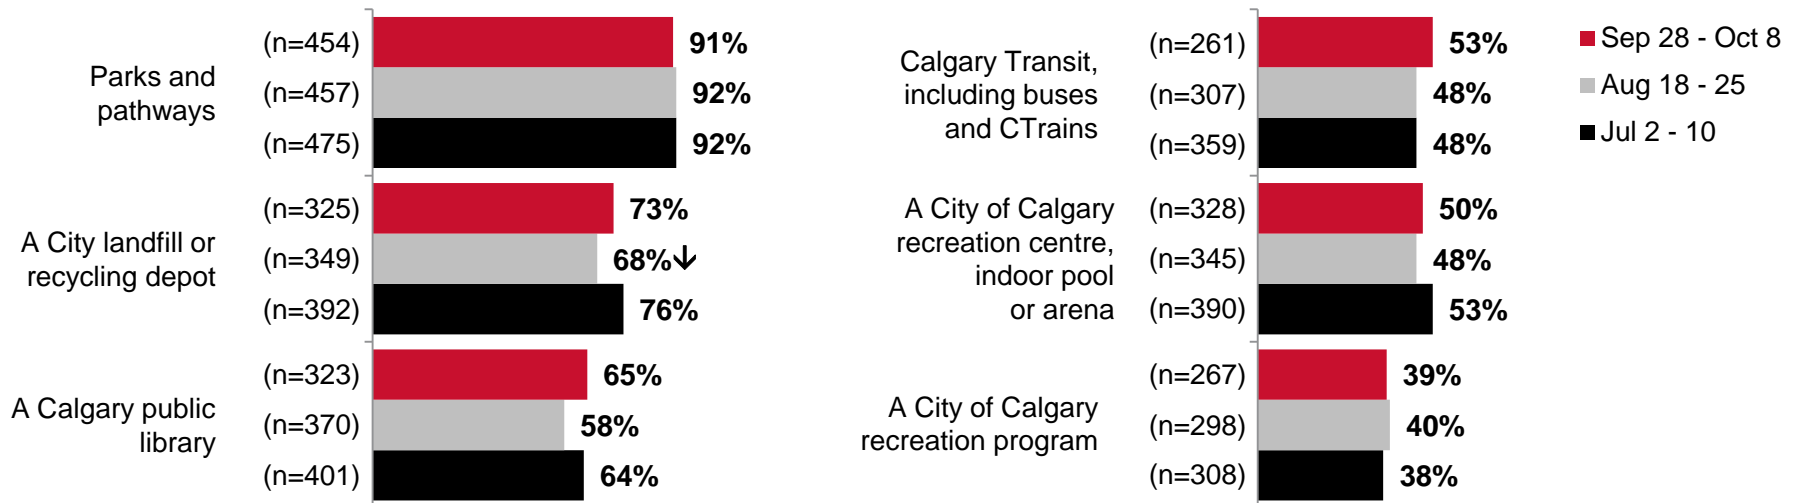 Parks and
pathways
(n=454) 91%
(n=457) 92%
(n=475) 92%
A City landfill or
recycling depot
(n=325) 73%
(n=349) 68%↓
(n=392) 76%
A Calgary public
library
(n=323) 65%
(n=370) 58%
(n=401) 64%
Calgary Transit,
including buses
and CTrains
(n=261) 53%
(n=307) 48%
(n=359) 48%
A City of Calgary
recreation centre,
indoor pool
or arena
(n=328) 50%
(n=345) 48%
(n=390) 53%
A City of Calgary
recreation program
(n=267) 39%
(n=298) 40%
(n=308) 38%
Sep 28 - Oct 8
Aug 18 - 25
Jul 2 - 10